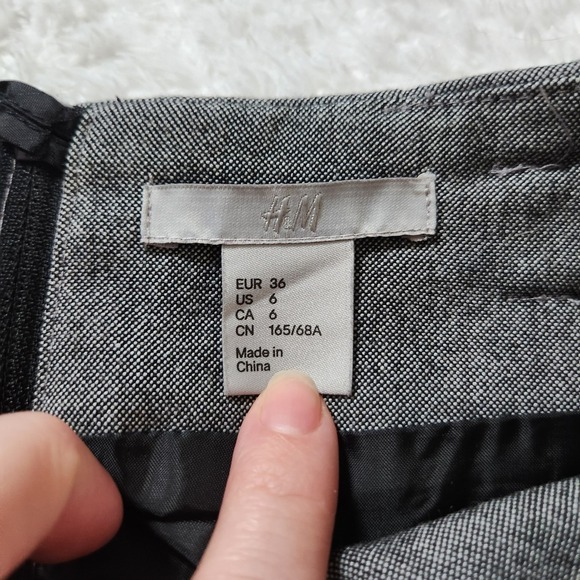 H&M
EUR 36
US 6
CA 6
CN 165/68A
Made in
China